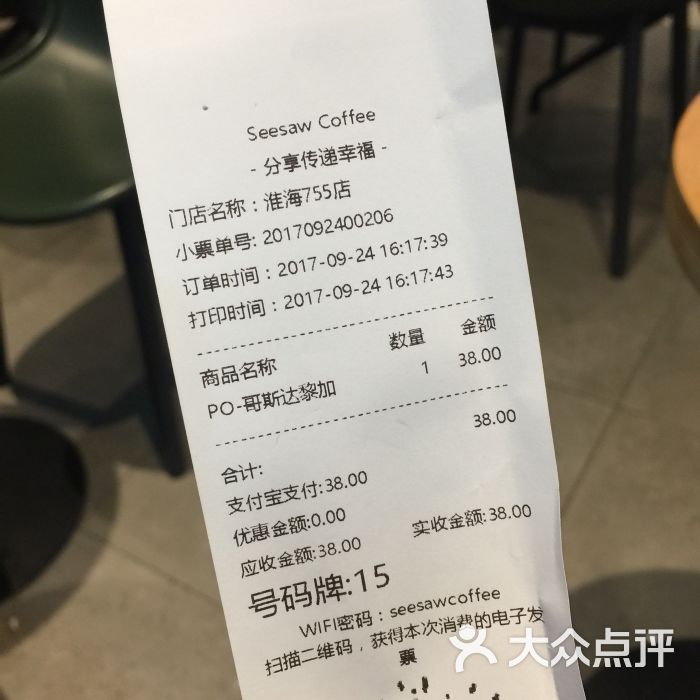 Seesaw Coffee
- 分享传递幸福 -
门店名称：淮海755店
小票单号: 2017092400206
订单时间：2017-09-24 16:17:39
打印时间：2017-09-24 16:17:43
商品名称 数量 金额
PO-哥斯达黎加 1 38.00
38.00
合计:
支付宝支付:38.00
优惠金额:0.00
应收金额:38.00 实收金额:38.00
号码牌:15
WIFI密码：seesawcoffee
扫描二维码，获得本次消费的电子发
票
大众点评